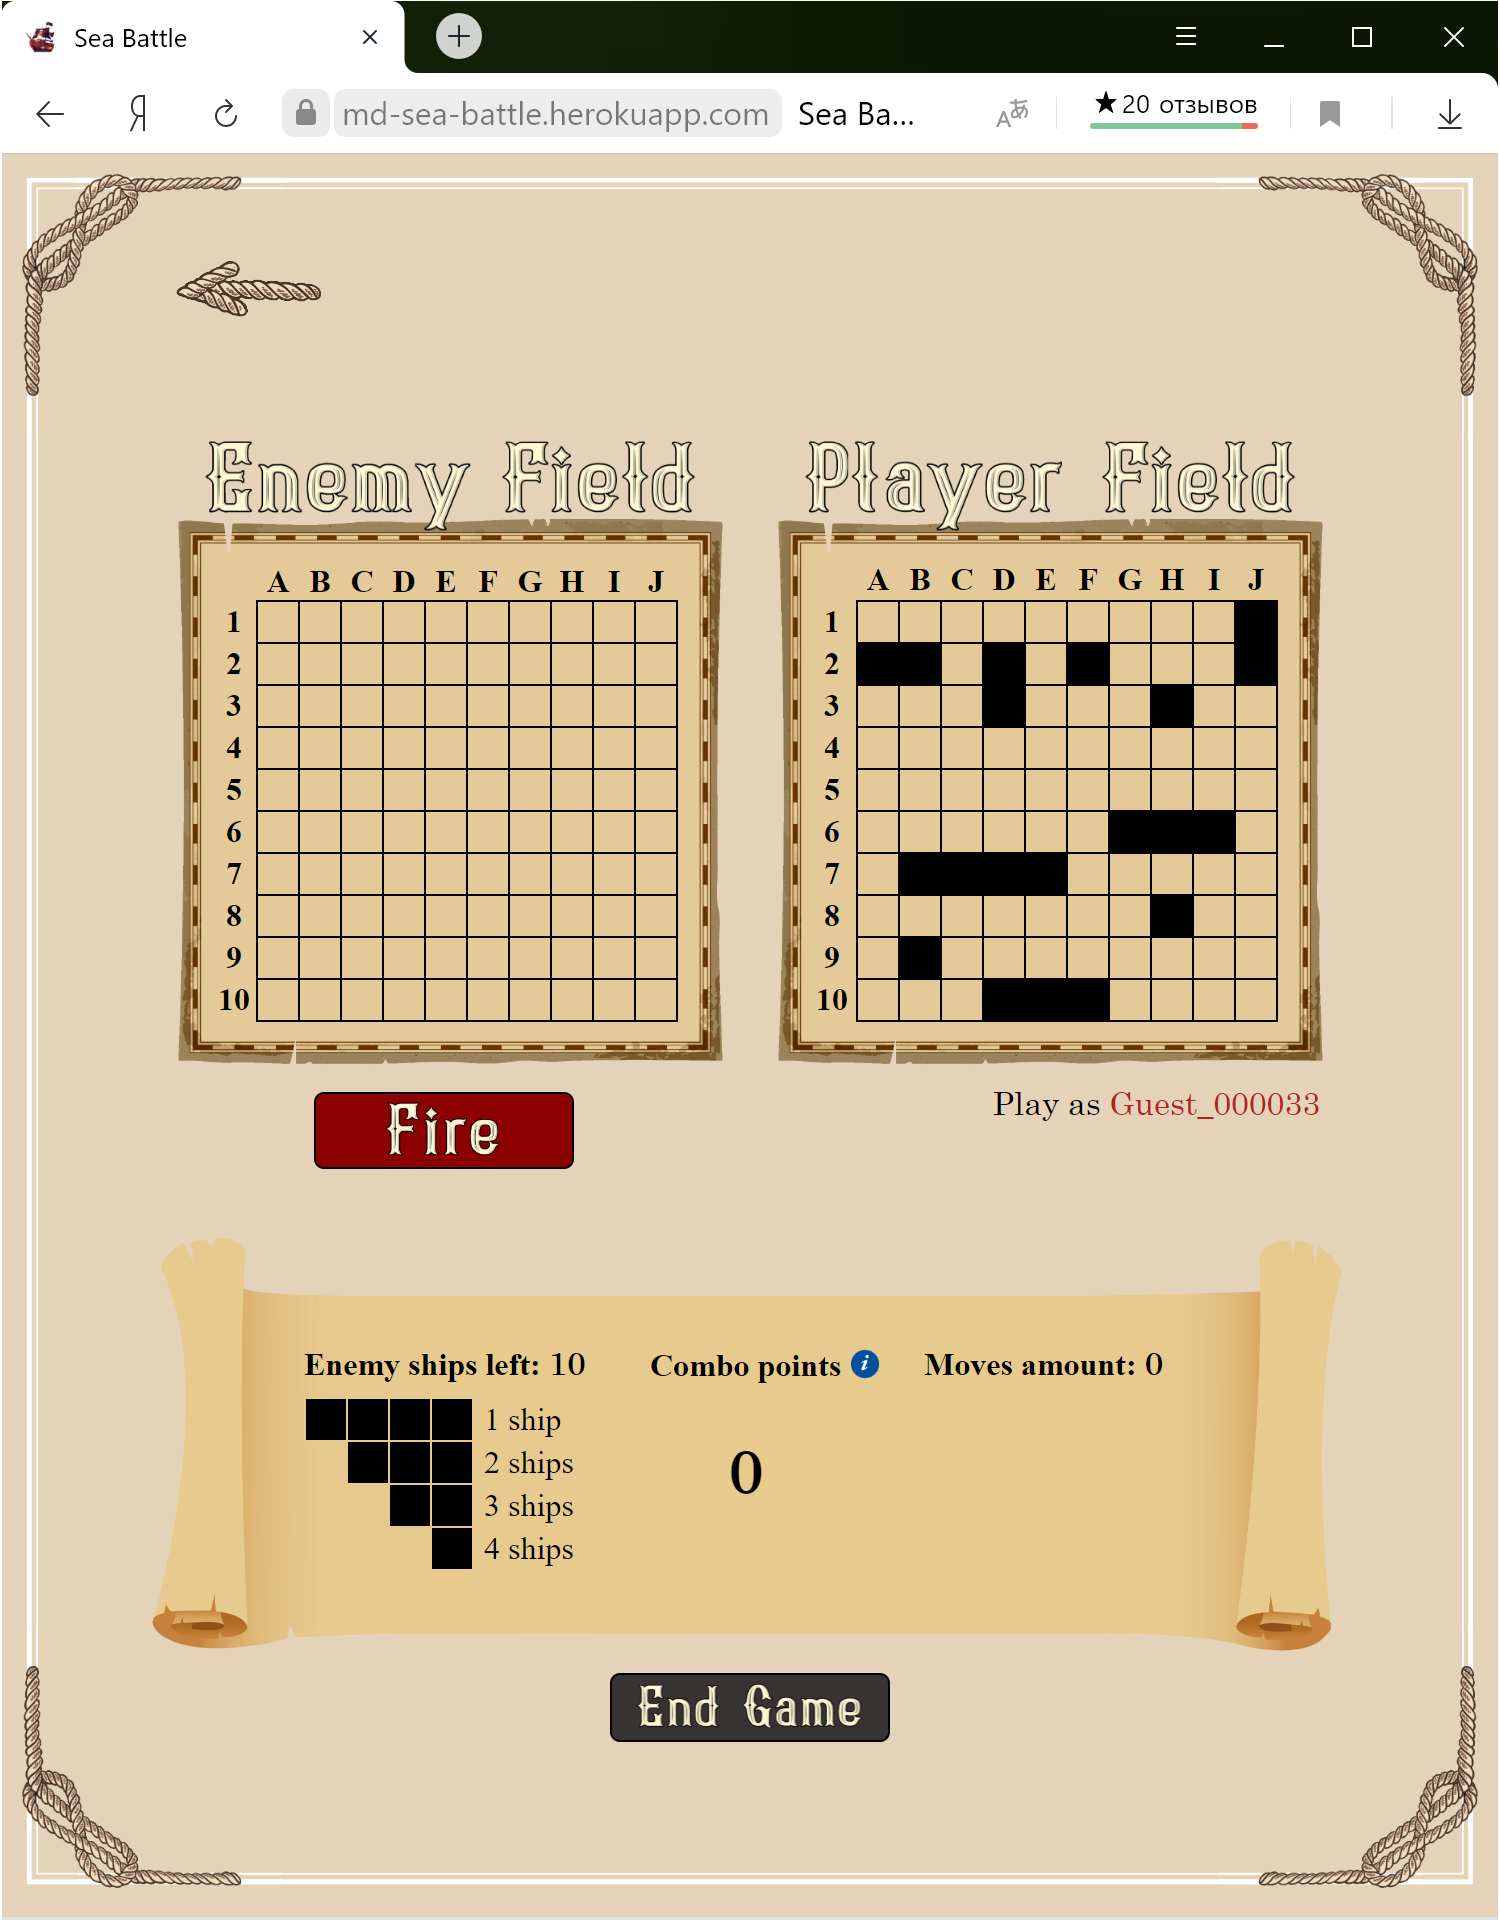 Sea Battle
Я
md-sea-battle.herokuapp.com Sea Ba... Aあ ★20 отзывов
Enemy Field
Player Field
A B C D E F G H I J
1
2
3
4
5
6
7
8
9
10
A B C D E F G H I J
1
2
3
4
5
6
7
8
9
10
Fire
Play as Guest_000033
Enemy ships left: 10
1 ship
2 ships
3 ships
4 ships
Combo points i
0
Moves amount: 0
End Game